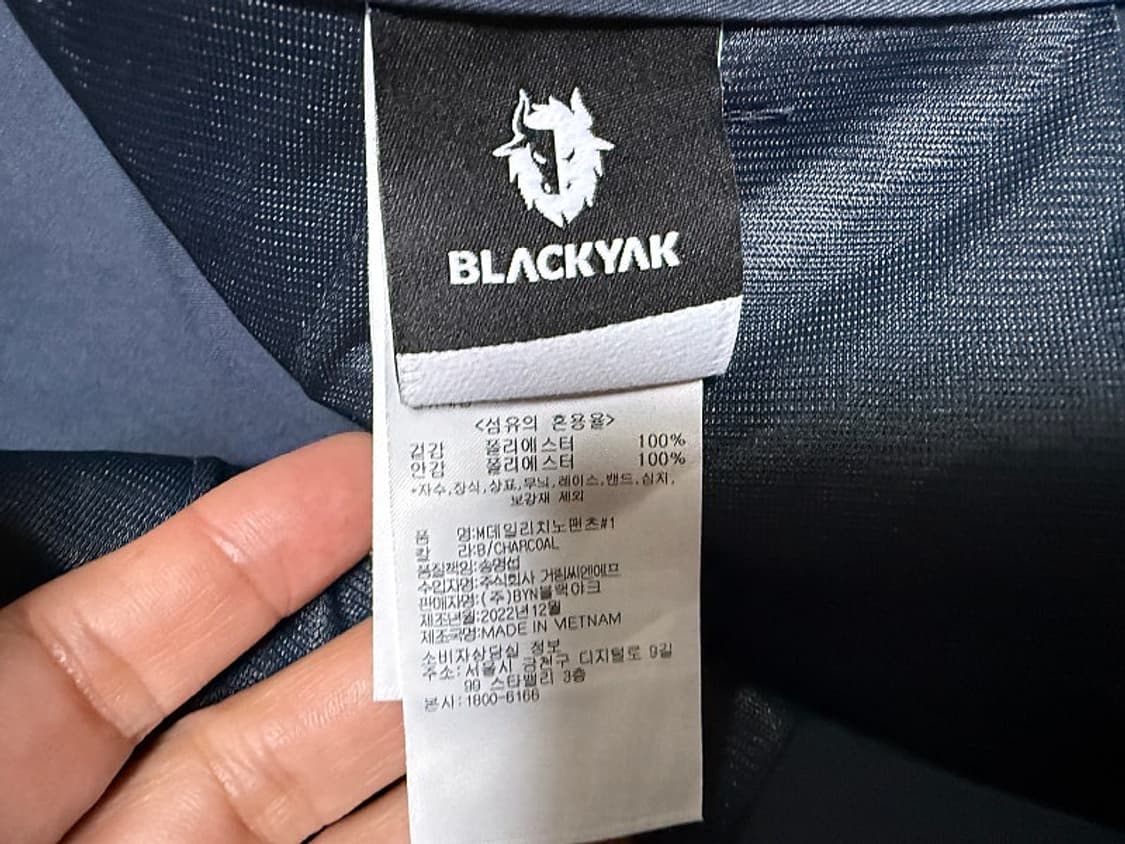 BLACKYAK
<섬유의 혼용율>
겉감 폴리에스터 100%
안감 폴리에스터 100%
*자수,장식,상표,무늬,레이스,밴드,심지,
보강재 제외
품 명:M데일리치노팬츠#1
칼 라:B/CHARCOAL
품질책임:송영섭
수입자명:주식회사 거림씨엔에프
판매자명:(주)BYN블랙야크
제조년월:2022년12월
제조국명:MADE IN VIETNAM
소비자상담실 정보
주소:서울시 금천구 디지털로 9길
99 스타밸리 3층
본사:1800-6166